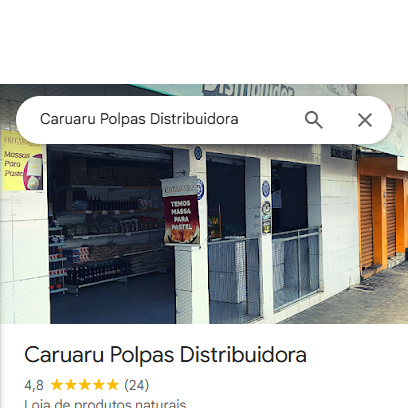 Distribuidora
Caruaru Polpas Distribuidora
Massas
Para
Pastel
TEMOS
MASSA
PARA
PASTEL
Caruaru Polpas Distribuidora
4,8 ★★★★★ (24)
Loja de produtos naturais